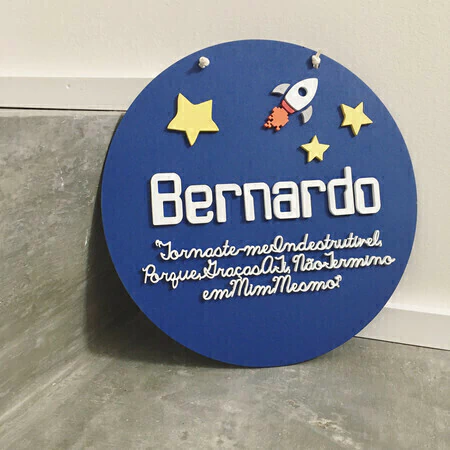 Bernardo
"Tornaste-me Indestrutível,
Porque, Graças A Ti, Não Termino
em Mim Mesmo."